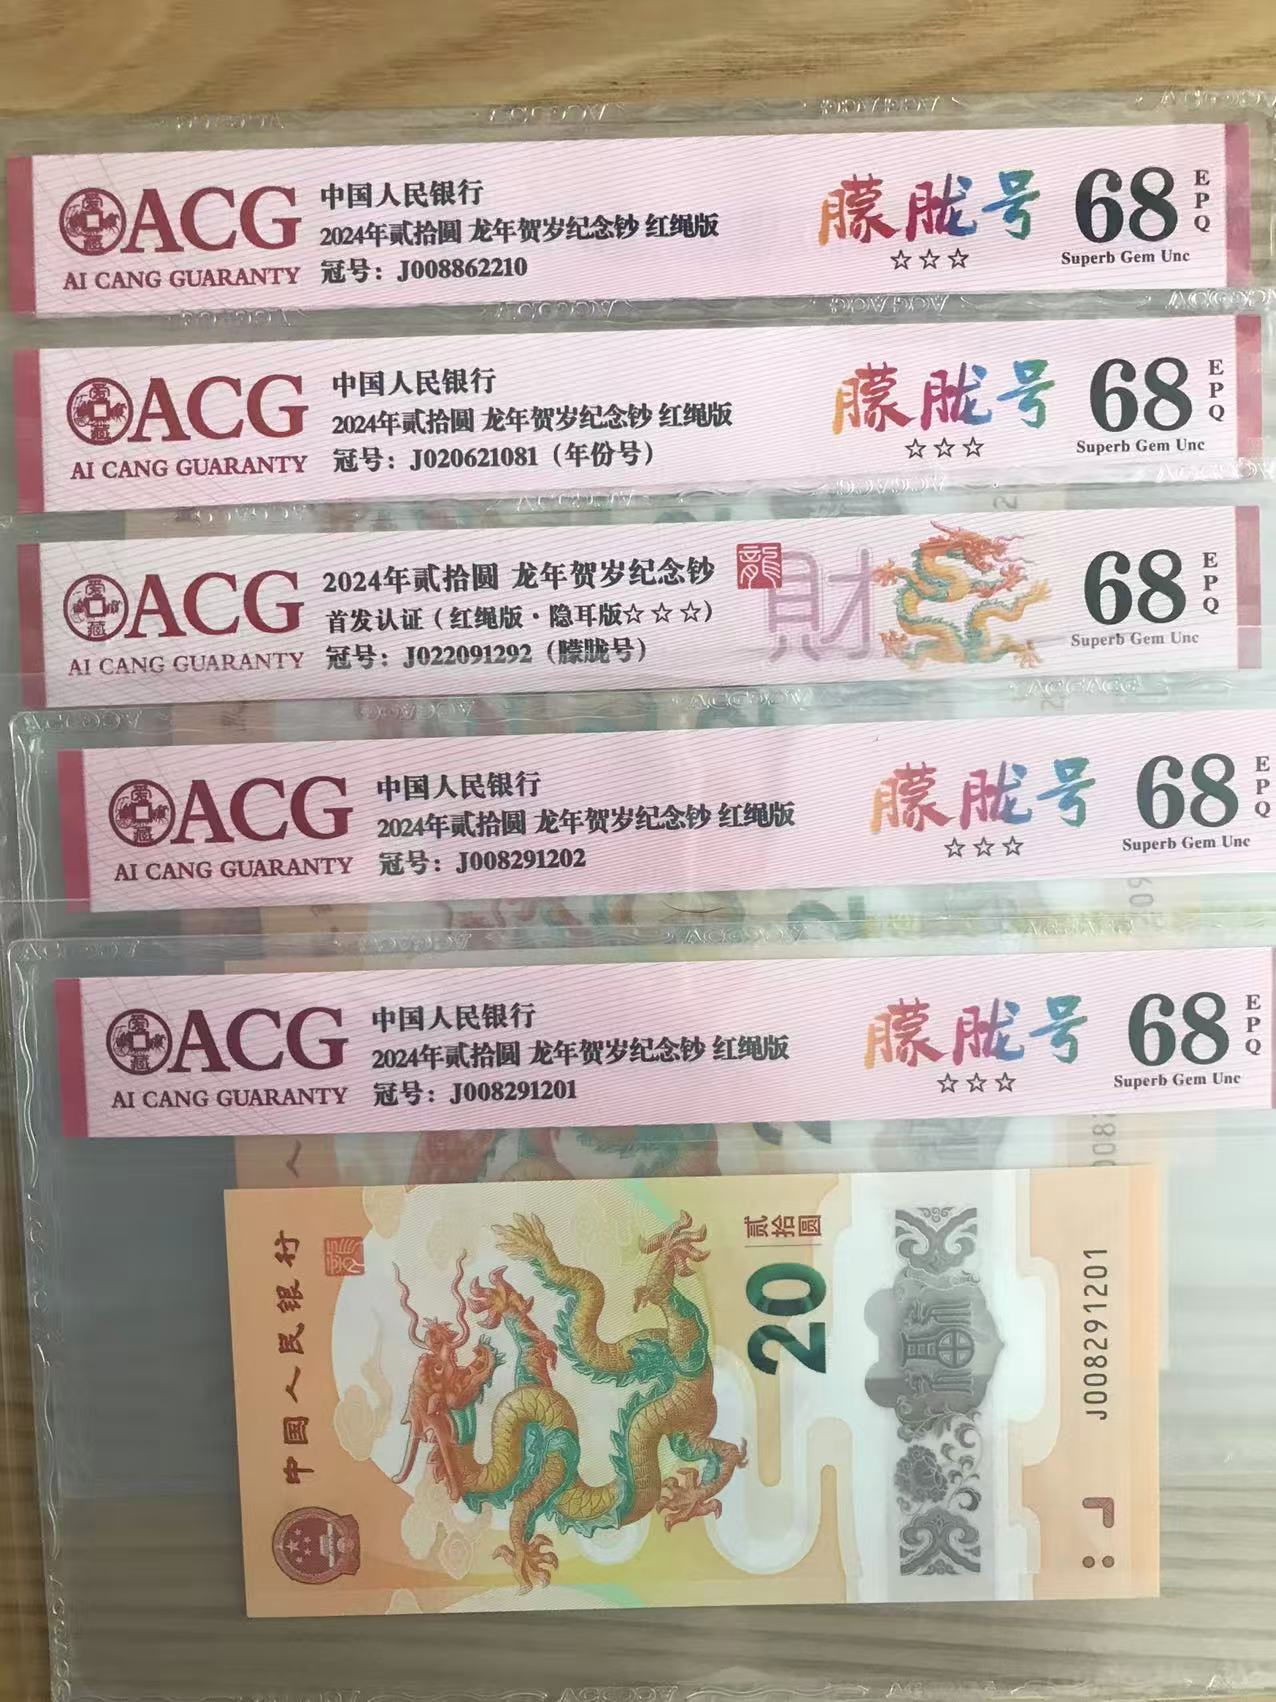 ACG
AI CANG GUARANTY
中国人民银行
2024年贰拾圆 龙年贺岁纪念钞 红绳版
冠号：J008862210
朦胧号
☆☆☆
68
EPQ
Superb Gem Unc
ACG
AI CANG GUARANTY
中国人民银行
2024年贰拾圆 龙年贺岁纪念钞 红绳版
冠号：J020621081（年份号）
朦胧号
☆☆☆
68
EPQ
Superb Gem Unc
ACG
AI CANG GUARANTY
2024年贰拾圆 龙年贺岁纪念钞
首发认证（红绳版·隐耳版☆☆☆）
冠号：J022091292（朦胧号）
龍
財
68
EPQ
Superb Gem Unc
ACG
AI CANG GUARANTY
中国人民银行
2024年贰拾圆 龙年贺岁纪念钞 红绳版
冠号：J008291202
朦胧号
☆☆☆
68
EPQ
Superb Gem Unc
ACG
AI CANG GUARANTY
中国人民银行
2024年贰拾圆 龙年贺岁纪念钞 红绳版
冠号：J008291201
朦胧号
☆☆☆
68
EPQ
Superb Gem Unc
中国人民银行
20
贰拾圆
J008291201